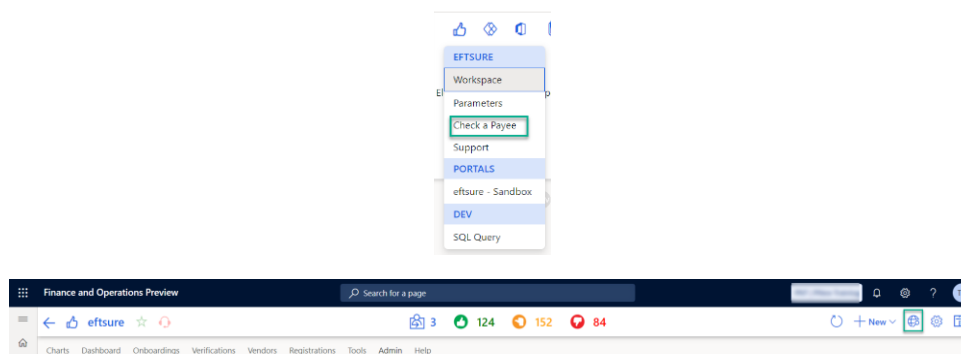 EFTSURE
Workspace
Parameters
Check a Payee
Support
PORTALS
eftsure - Sandbox
DEV
SQL Query
Finance and Operations Preview
Search for a page
?
eftsure 3 124 152 84 + New
Charts Dashboard Onboardings Verifications Vendors Registrations Tools Admin Help